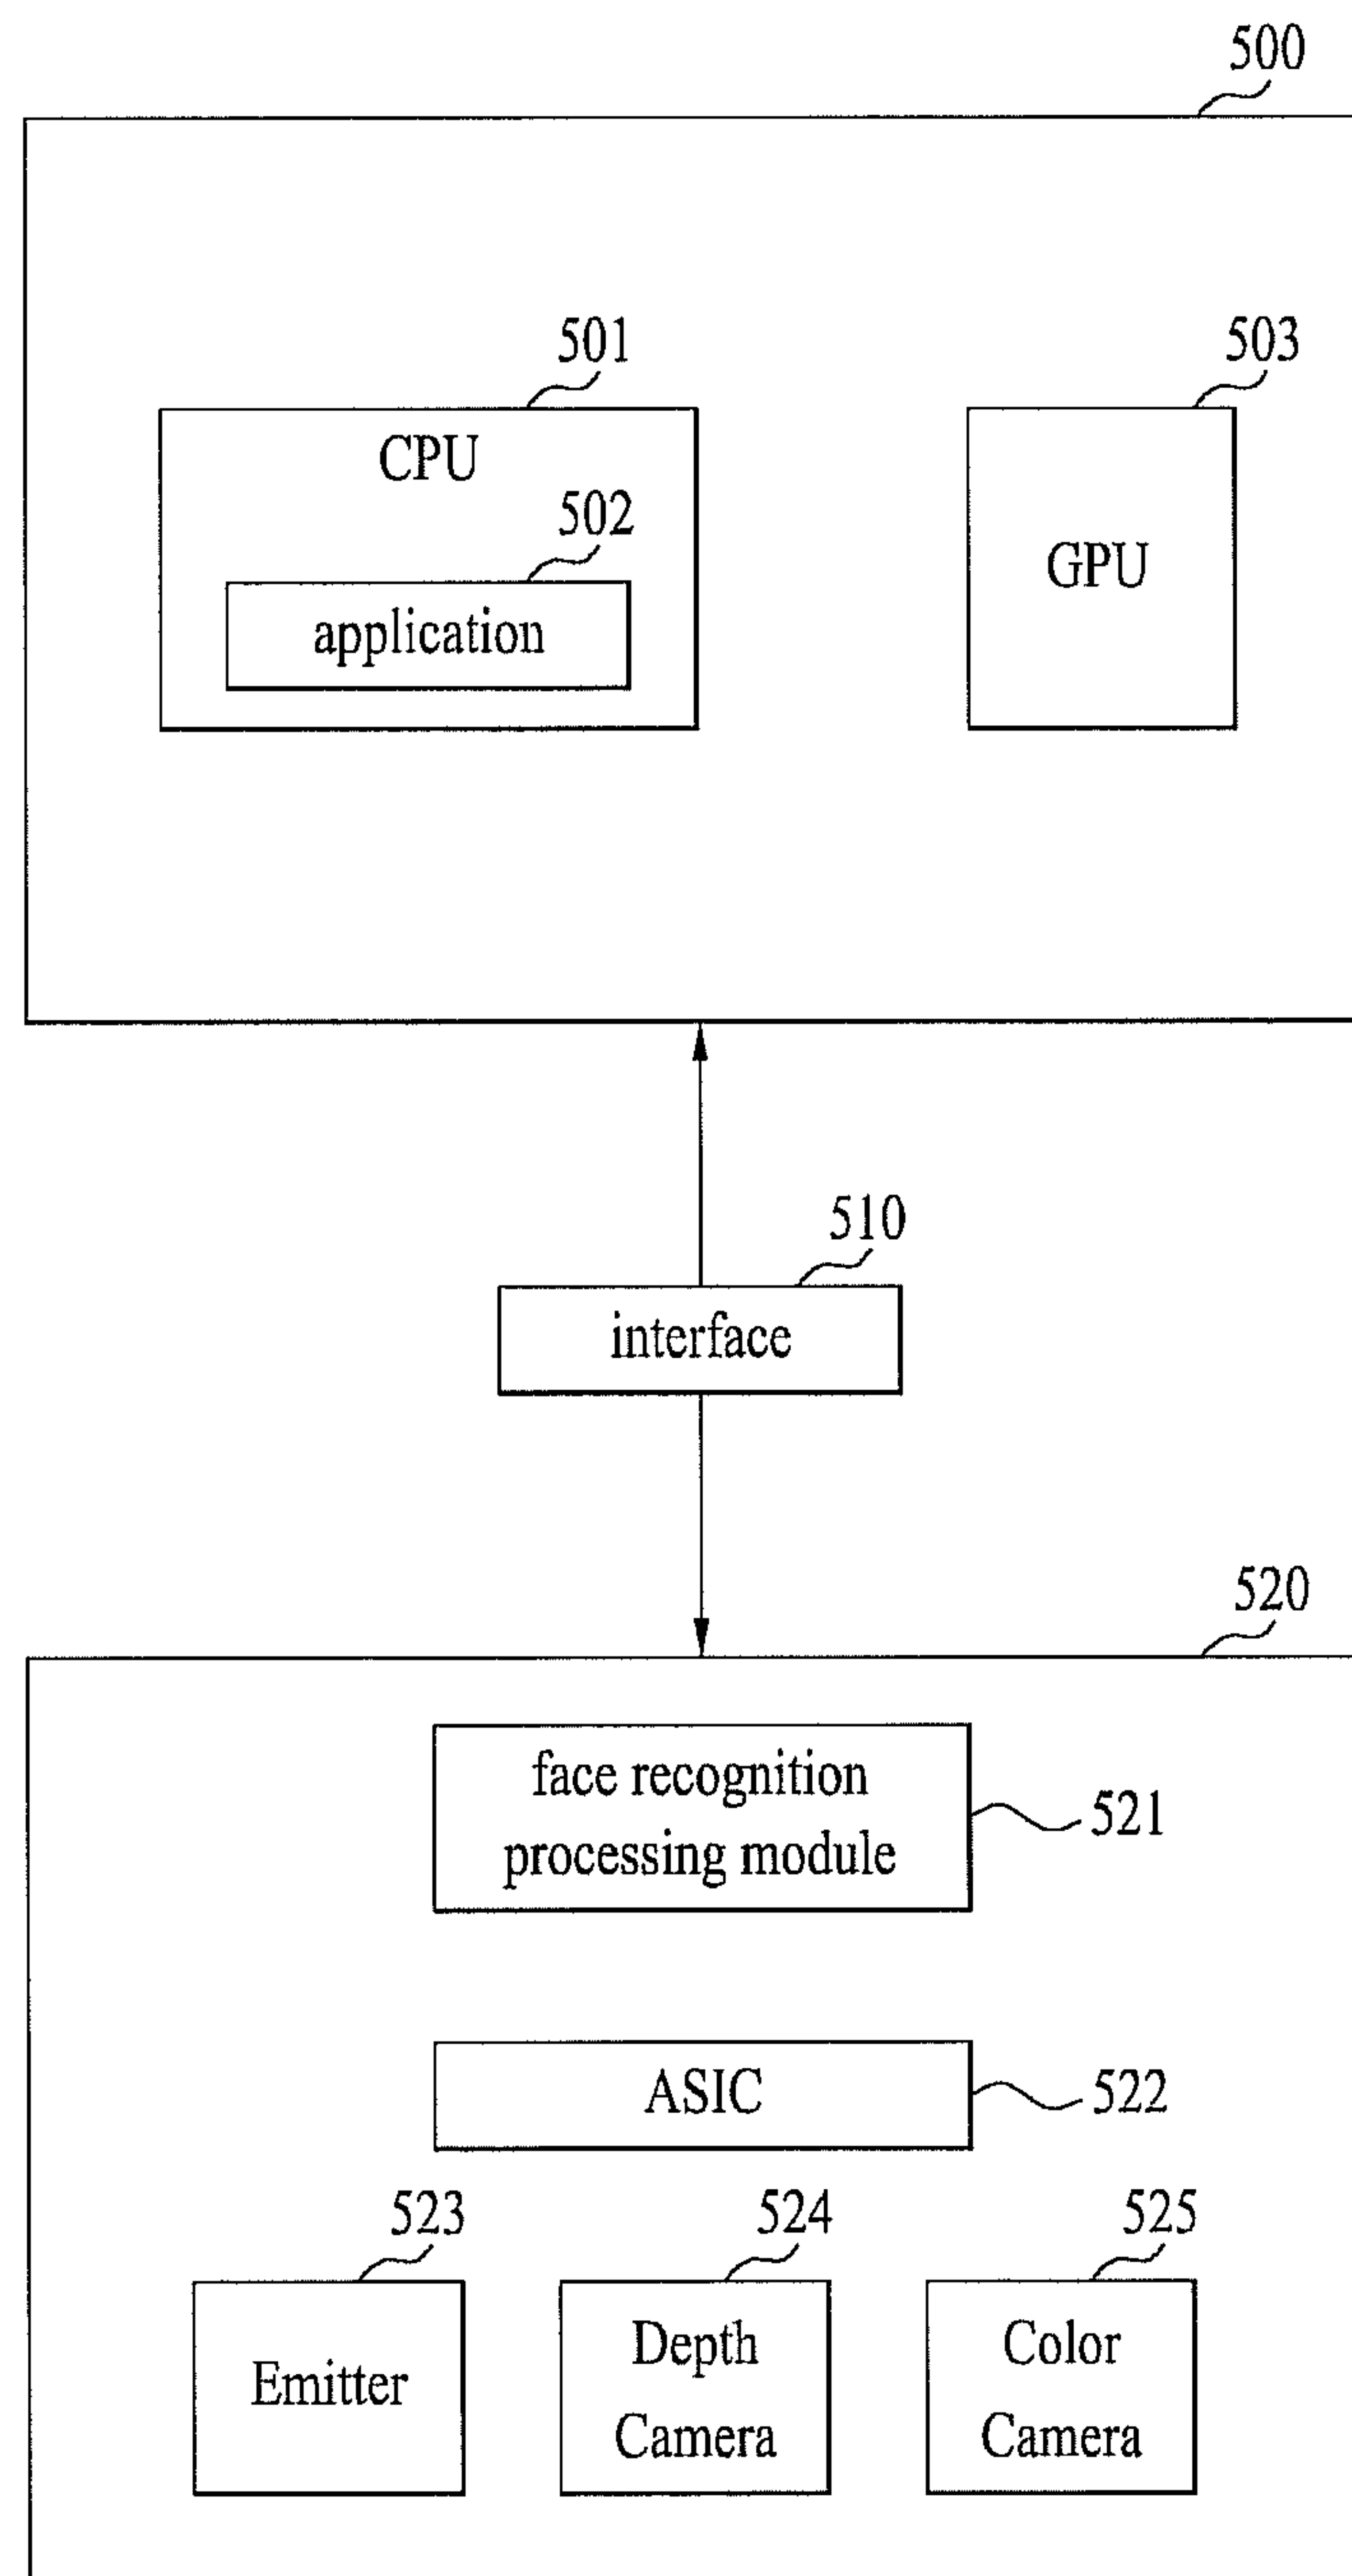 500
501
503
CPU
502
GPU
application
510
interface
520
face recognition
processing module
521
ASIC
522
523
524
525
Emitter
Depth
Camera
Color
Camera